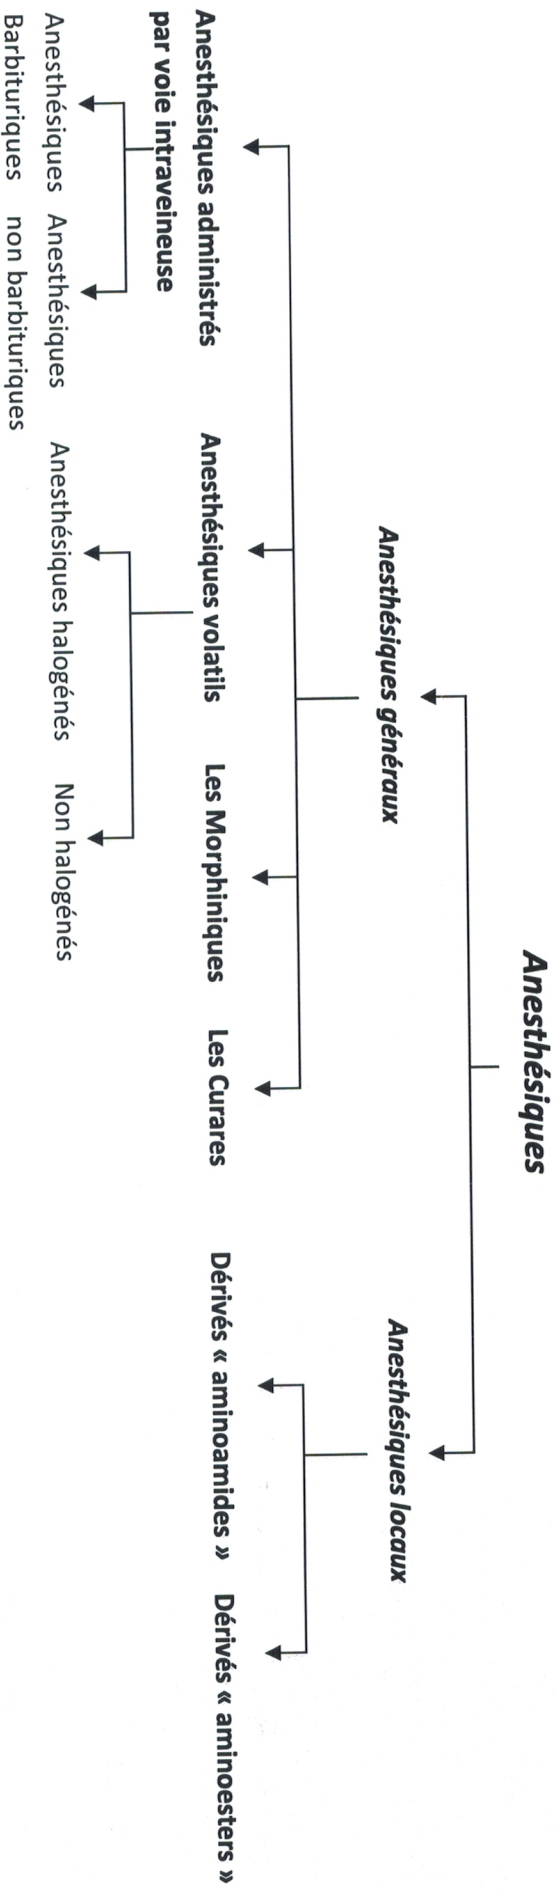 Anesthésiques
Anesthésiques généraux
Anesthésiques locaux
Anesthésiques administrés
par voie intraveineuse
Anesthésiques volatils
Les Morphiniques
Les Curares
Dérivés « aminoamides »
Dérivés « aminoesters »
Anesthésiques
Barbituriques
Anesthésiques
non barbituriques
Anesthésiques halogénés
Non halogénés